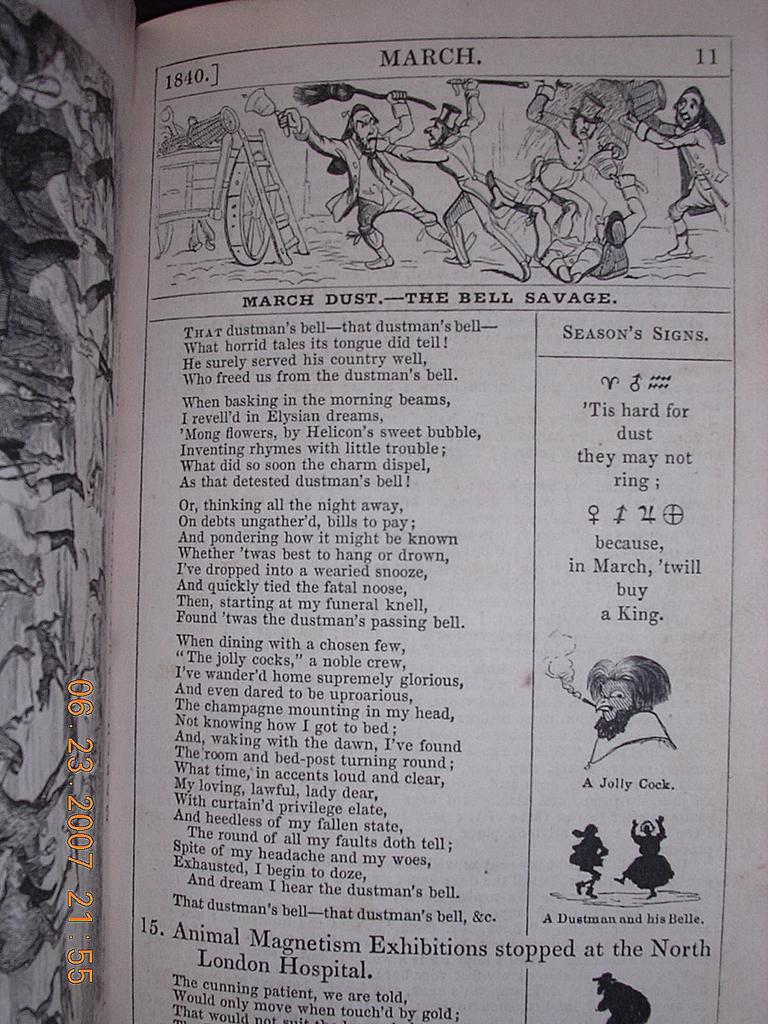 1840.]
MARCH.
11
MARCH DUST.—THE BELL SAVAGE.
THAT dustman's bell—that dustman's bell—
What horrid tales its tongue did tell!
He surely served his country well,
Who freed us from the dustman's bell.
When basking in the morning beams,
I revell'd in Elysian dreams,
'Mong flowers, by Helicon's sweet bubble,
Inventing rhymes with little trouble;
What did so soon the charm dispel,
As that detested dustman's bell!
Or, thinking all the night away,
On debts ungather'd, bills to pay;
And pondering how it might be known
Whether 'twas best to hang or drown,
I've dropped into a wearied snooze,
And quickly tied the fatal noose,
Then, starting at my funeral knell,
Found 'twas the dustman's passing bell.
When dining with a chosen few,
"The jolly cocks," a noble crew,
I've wander'd home supremely glorious,
And even dared to be uproarious,
The champagne mounting in my head,
Not knowing how I got to bed;
And, waking with the dawn, I've found
The room and bed-post turning round;
What time, in accents loud and clear,
My loving, lawful, lady dear,
With curtain'd privilege elate,
And heedless of my fallen state,
The round of all my faults doth tell;
Spite of my headache and my woes,
Exhausted, I begin to doze,
And dream I hear the dustman's bell.
That dustman's bell—that dustman's bell, &c.
SEASON'S SIGNS.
♈ ♂ ♒
'Tis hard for
dust
they may not
ring;
♀ ♐ ♃ ⊕
because,
in March, 'twill
buy
a King.
A Jolly Cock.
A Dustman and his Belle.
15. Animal Magnetism Exhibitions stopped at the North
London Hospital.
The cunning patient, we are told,
Would only move when touch'd by gold;
That would not suit the
06.23.2007 21:55